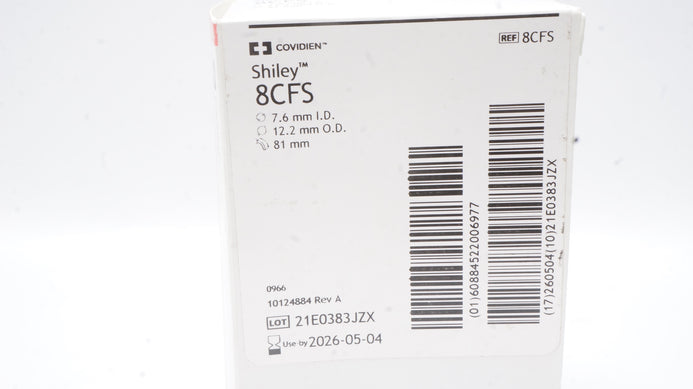 COVIDIEN™
REF 8CFS
Shiley™
8CFS
7.6 mm I.D.
12.2 mm O.D.
81 mm
(01)60884522006977
(17)260504(10)21E0383JZX
0966
10124884 Rev A
LOT 21E0383JZX
Use by 2026-05-04